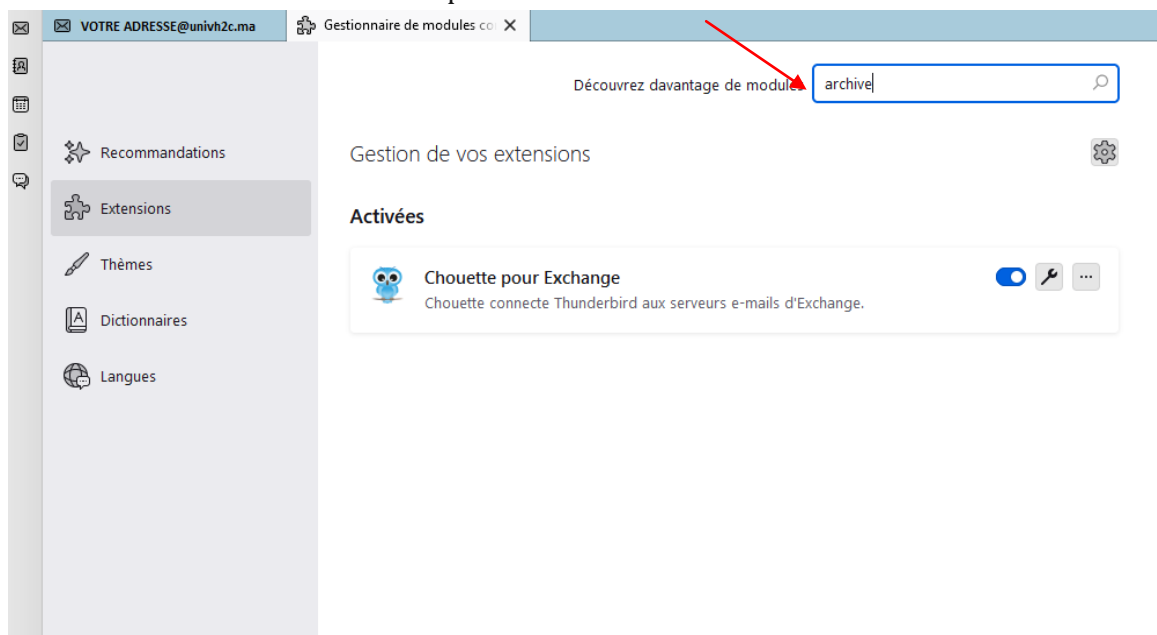 VOTRE ADRESSE@univh2c.ma
Gestionnaire de modules co
Découvrez davantage de modules
archive
Recommandations
Gestion de vos extensions
Extensions
Activées
Thèmes
Chouette pour Exchange
Chouette connecte Thunderbird aux serveurs e-mails d'Exchange.
Dictionnaires
Langues